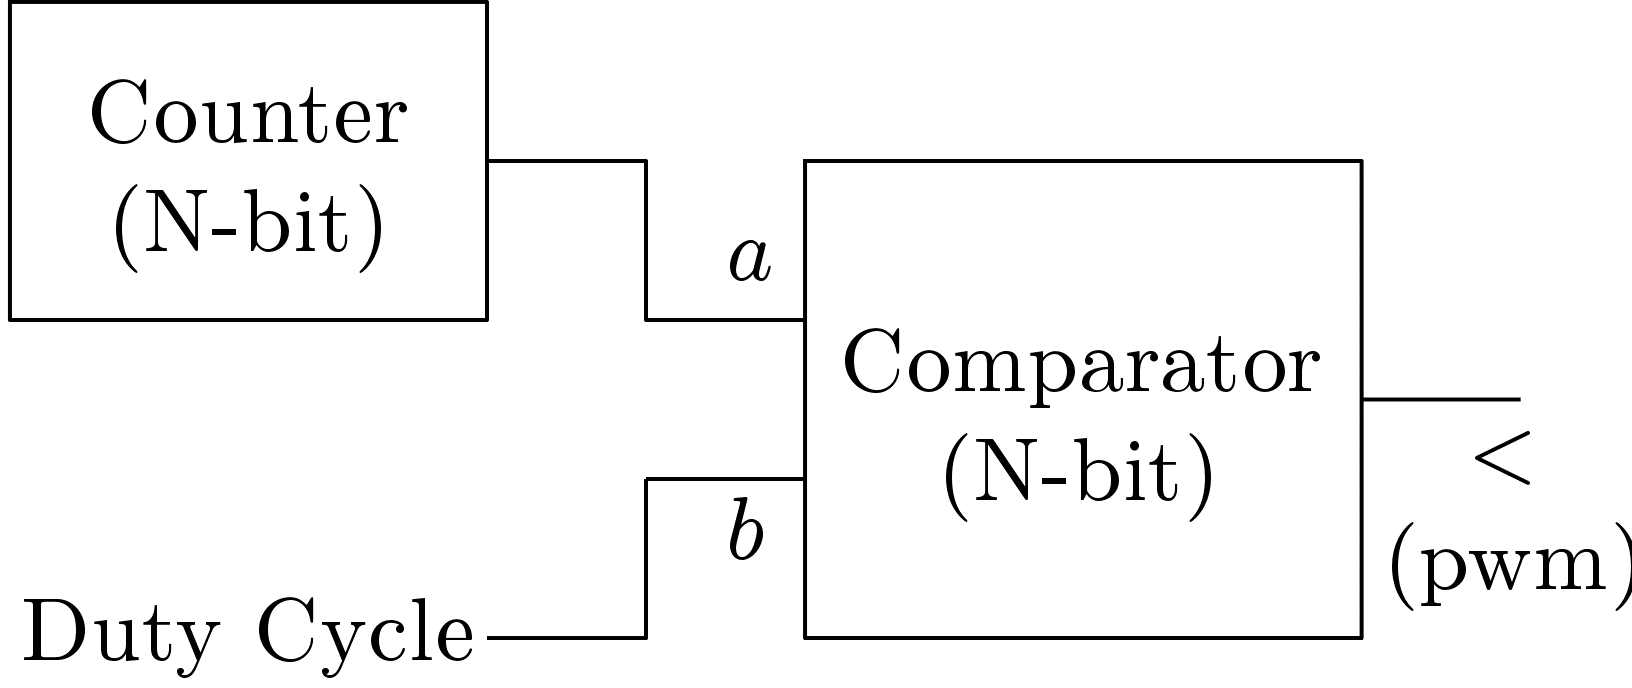 Counter
(N-bit)
a
Comparator
(N-bit)
<
b
(pwm)
Duty Cycle